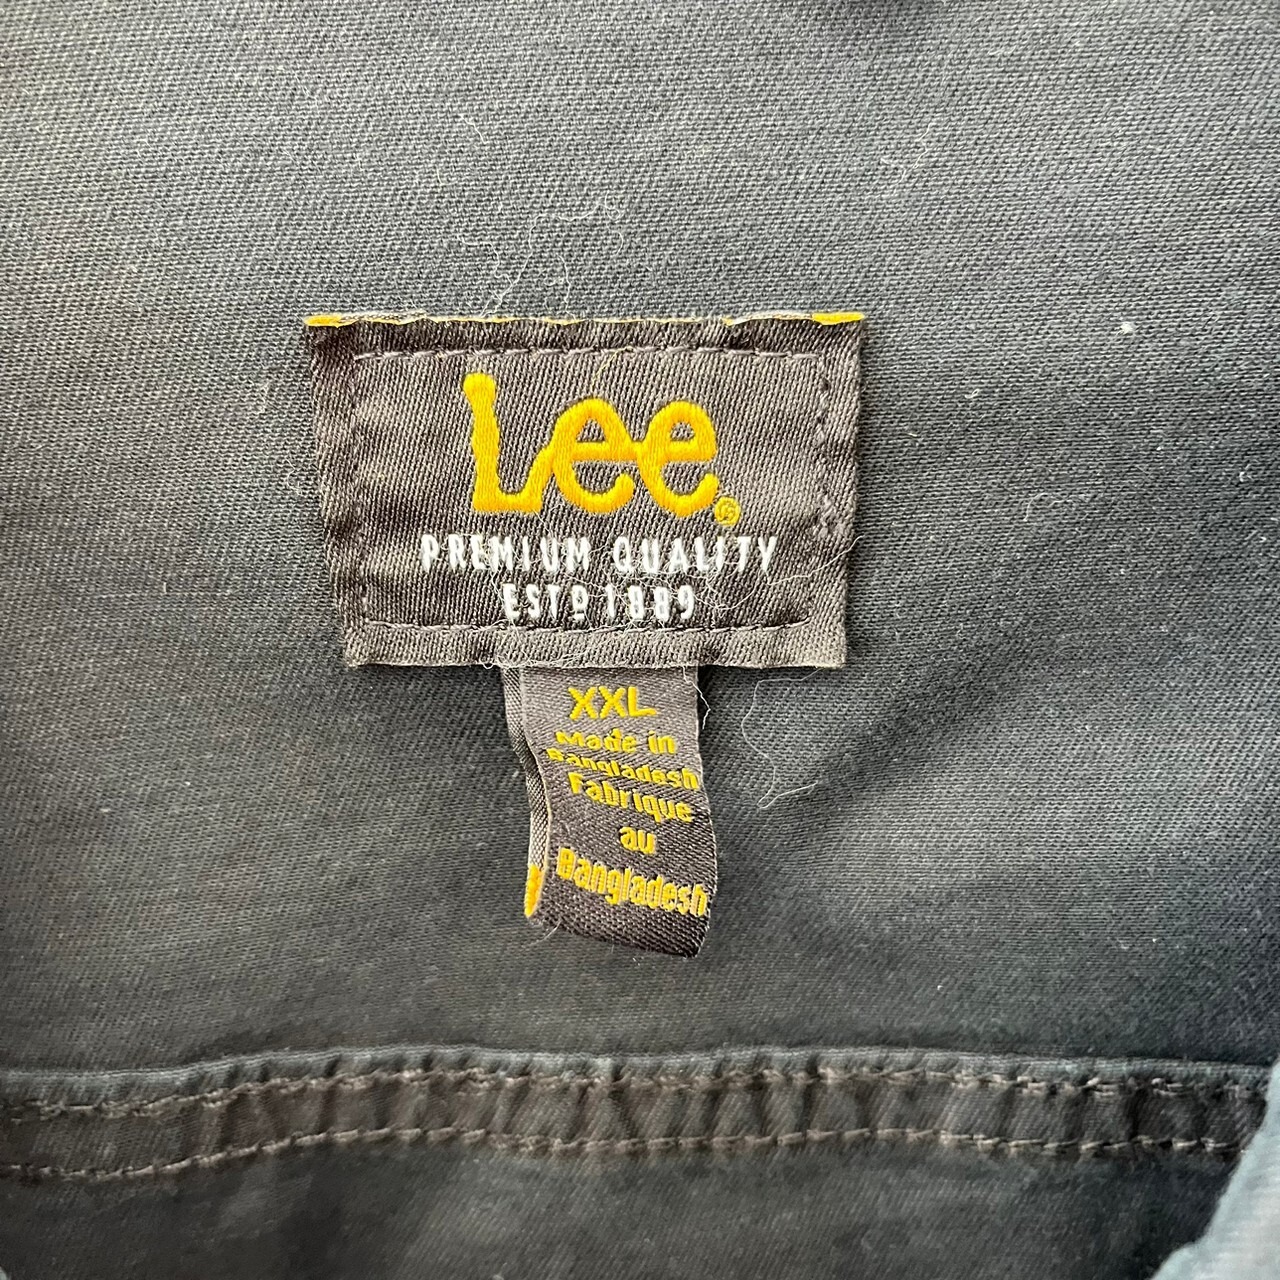 Lee®
PREMIUM QUALITY
ESTD 1889
XXL
Made in
Bangladesh
Fabrique
au
Bangladesh